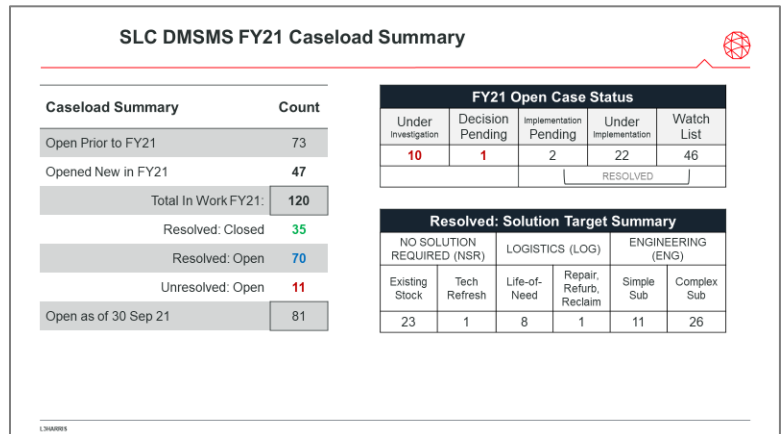 SLC DMSMS FY21 Caseload Summary
Caseload Summary Count
Open Prior to FY21 73
Opened New in FY21 47
Total In Work FY21: 120
Resolved: Closed 35
Resolved: Open 70
Unresolved: Open 11
Open as of 30 Sep 21 81
FY21 Open Case Status
Under Decision Implementation Under Watch
Investigation Pending Pending Implementation List
10 1 2 22 46
RESOLVED
Resolved: Solution Target Summary
NO SOLUTION REQUIRED (NSR) LOGISTICS (LOG) ENGINEERING (ENG)
Existing Tech Life-of- Repair, Refurb, Simple Complex
Stock Refresh Need Reclaim Sub Sub
23 1 8 1 11 26
L3HARRIS